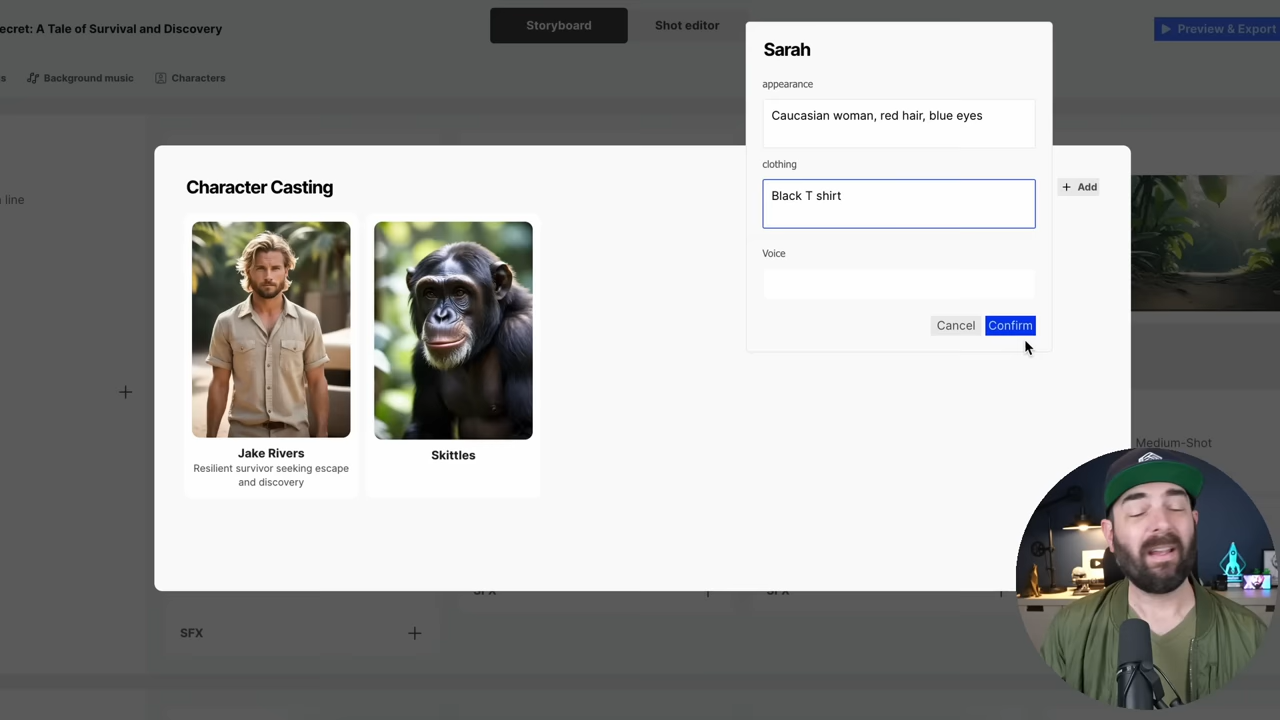 ecret: A Tale of Survival and Discovery
Storyboard
Shot editor
Preview & Export
s
Background music
Characters
Sarah
appearance
Caucasian woman, red hair, blue eyes
clothing
Black T shirt
Voice
Cancel
Confirm
Character Casting
+ Add
n line
Jake Rivers
Resilient survivor seeking escape
and discovery
Skittles
Medium-Shot
SFX
SFX
SFX